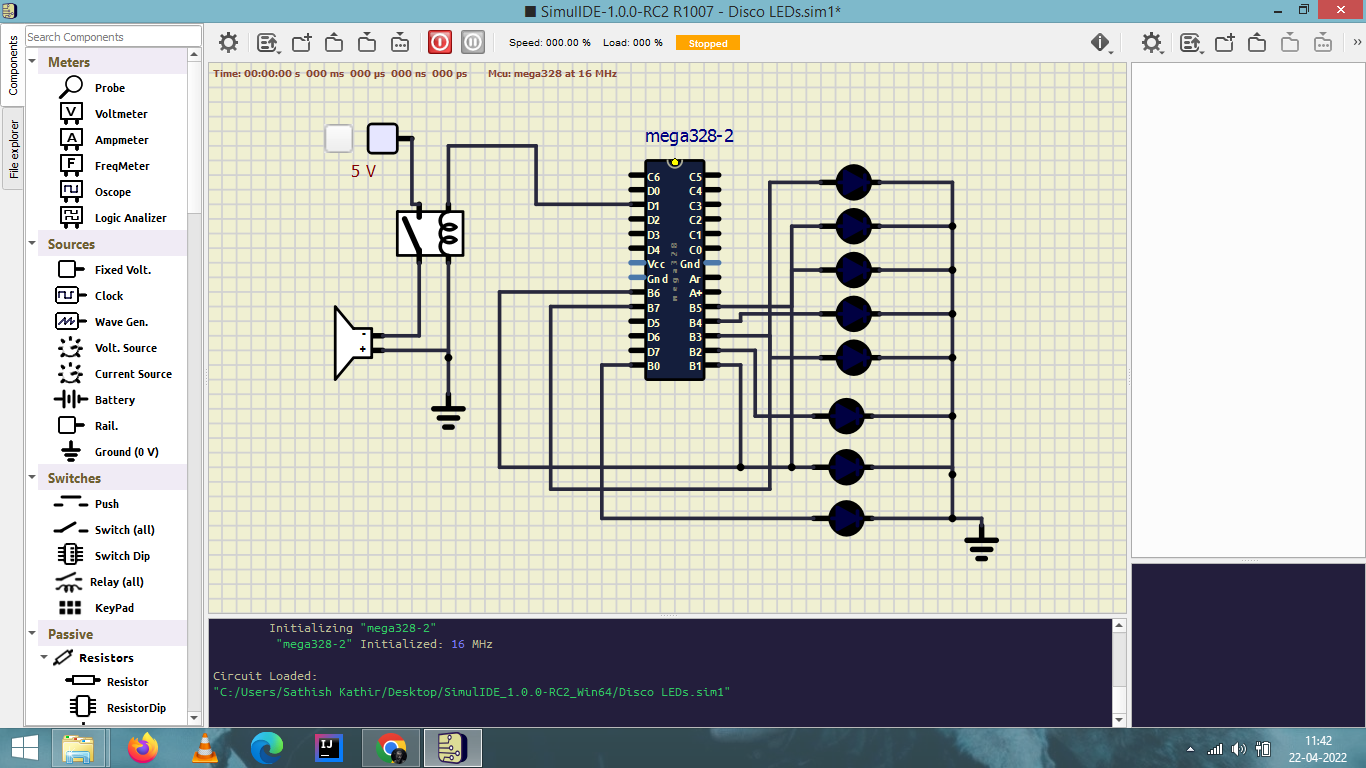 SimulIDE-1.0.0-RC2 R1007 - Disco LEDs.sim1*
Search Components
Components
File explorer
Meters
Probe
Voltmeter
Ampmeter
FreqMeter
Oscope
Logic Analizer
Sources
Fixed Volt.
Clock
Wave Gen.
Volt. Source
Current Source
Battery
Rail.
Ground (0 V)
Switches
Push
Switch (all)
Switch Dip
Relay (all)
KeyPad
Passive
Resistors
Resistor
ResistorDip
Speed: 000.00 % Load: 000 % Stopped
Time: 00:00:00 s 000 ms 000 µs 000 ns 000 ps Mcu: mega328 at 16 MHz
5 V
mega328-2
C6 C5
D0 C4
D1 C3
D2 C2
D3 C1
D4 C0
Vcc Gnd
Gnd Ar
B6 A+
B7 B5
D5 B4
D6 B3
D7 B2
B0 B1
mega328
V
A
F
- 
+
Initializing "mega328-2"
"mega328-2" Initialized: 16 MHz
Circuit Loaded:
"C:/Users/Sathish Kathir/Desktop/SimulIDE_1.0.0-RC2_Win64/Disco LEDs.sim1"
IJ
11:42
22-04-2022